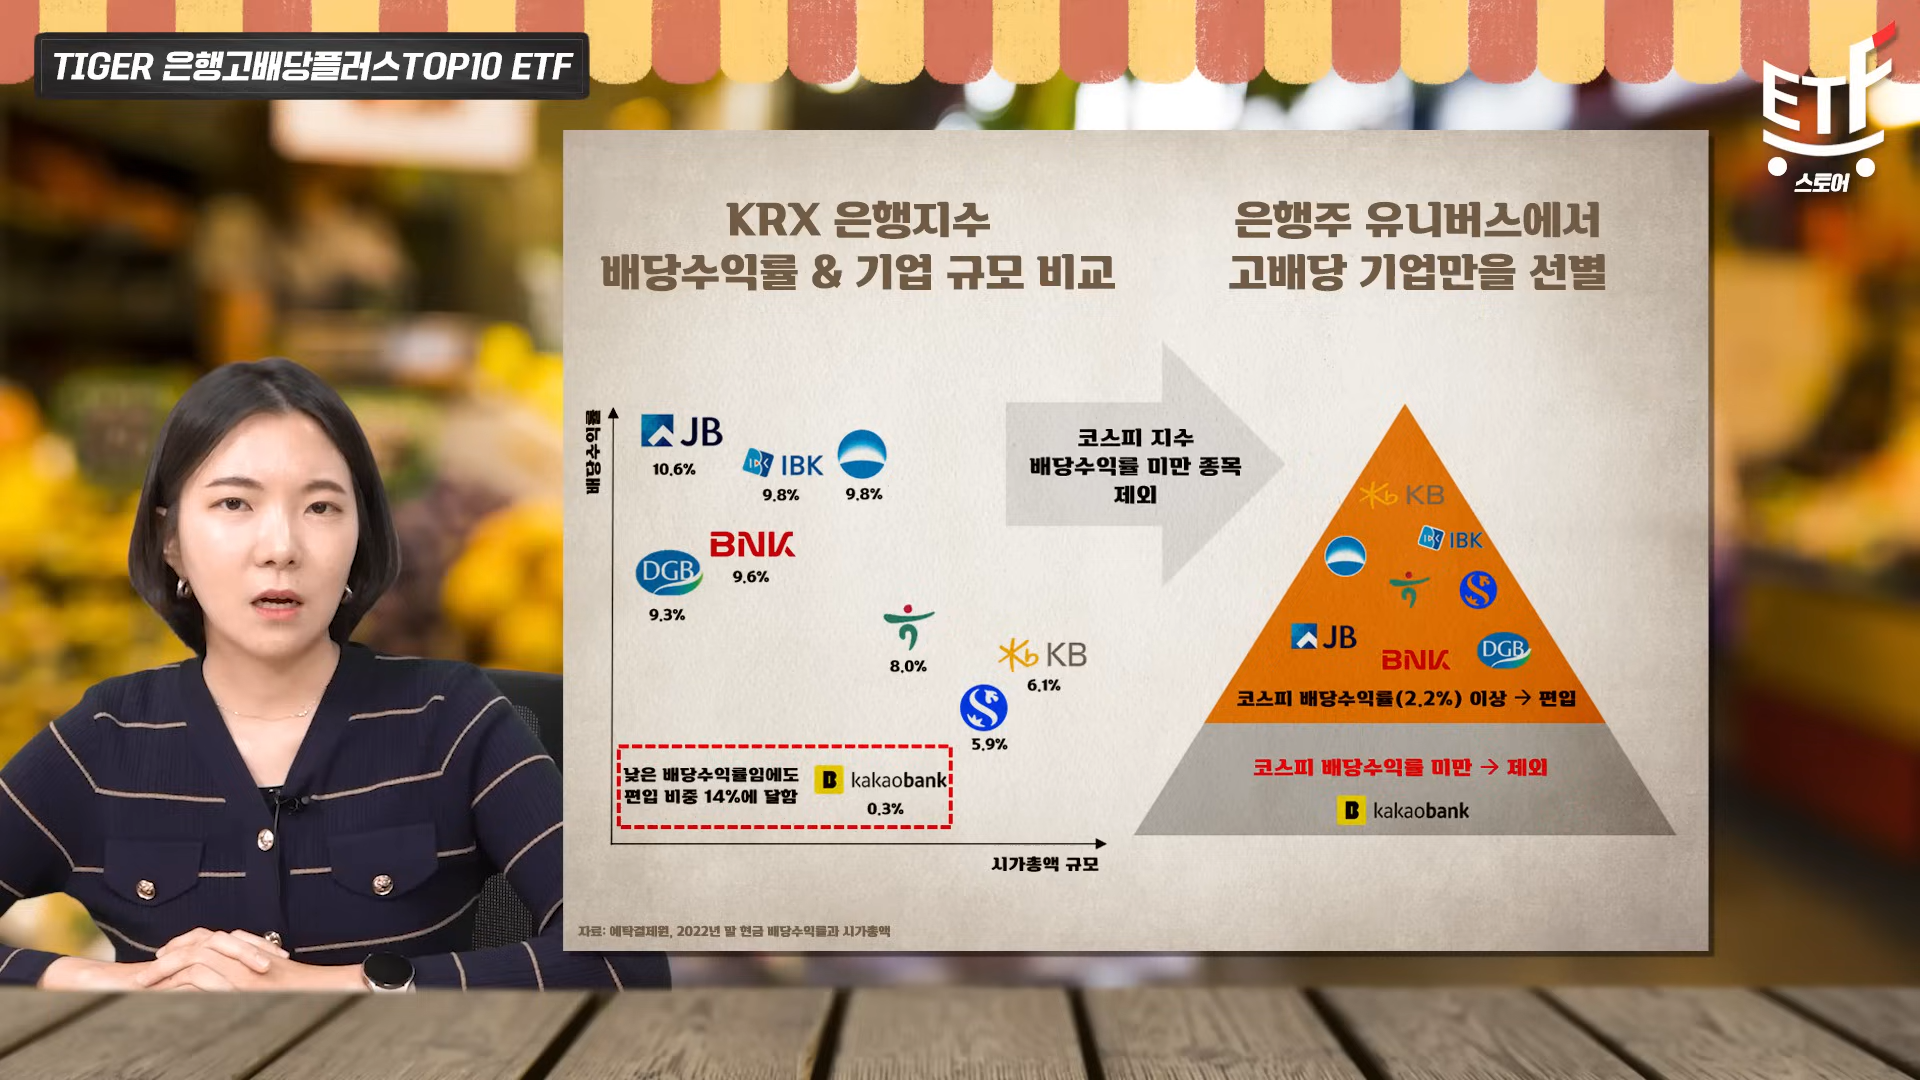 TIGER 은행고배당플러스TOP10 ETF
ETF
스토어
KRX 은행지수
배당수익률 & 기업 규모 비교
은행주 유니버스에서
고배당 기업만을 선별
배당수익률
JB
10.6%
IBK
9.8%
9.8%
BNK
9.6%
DGB
9.3%
8.0%
KB
6.1%
5.9%
낮은 배당수익률임에도
편입 비중 14%에 달함
kakaobank
0.3%
시가총액 규모
코스피 지수
배당수익률 미만 종목
제외
KB
IBK
JB
BNK
DGB
코스피 배당수익률(2.2%) 이상 → 편입
코스피 배당수익률 미만 → 제외
kakaobank
자료: 예탁결제원, 2022년 말 현금 배당수익률과 시가총액